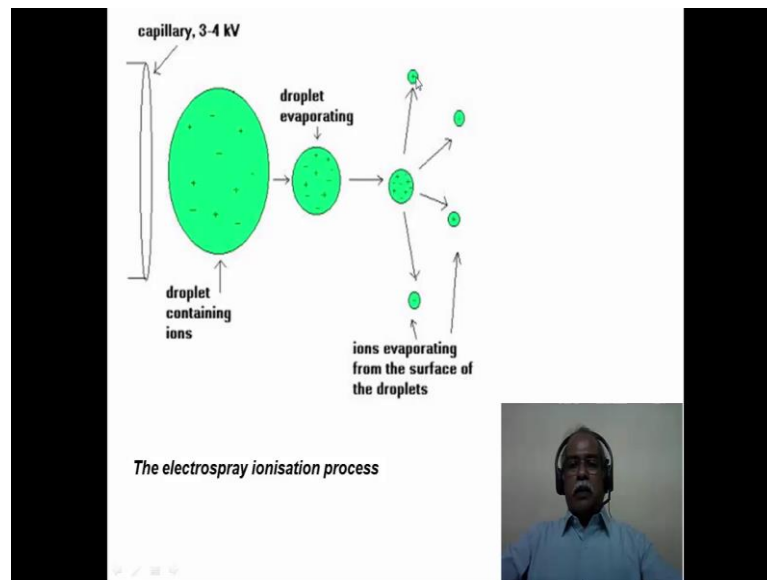 capillary, 3-4 kV
droplet
evaporating
droplet
containing
ions
ions evaporating
from the surface of
the droplets
The electrospray ionisation process